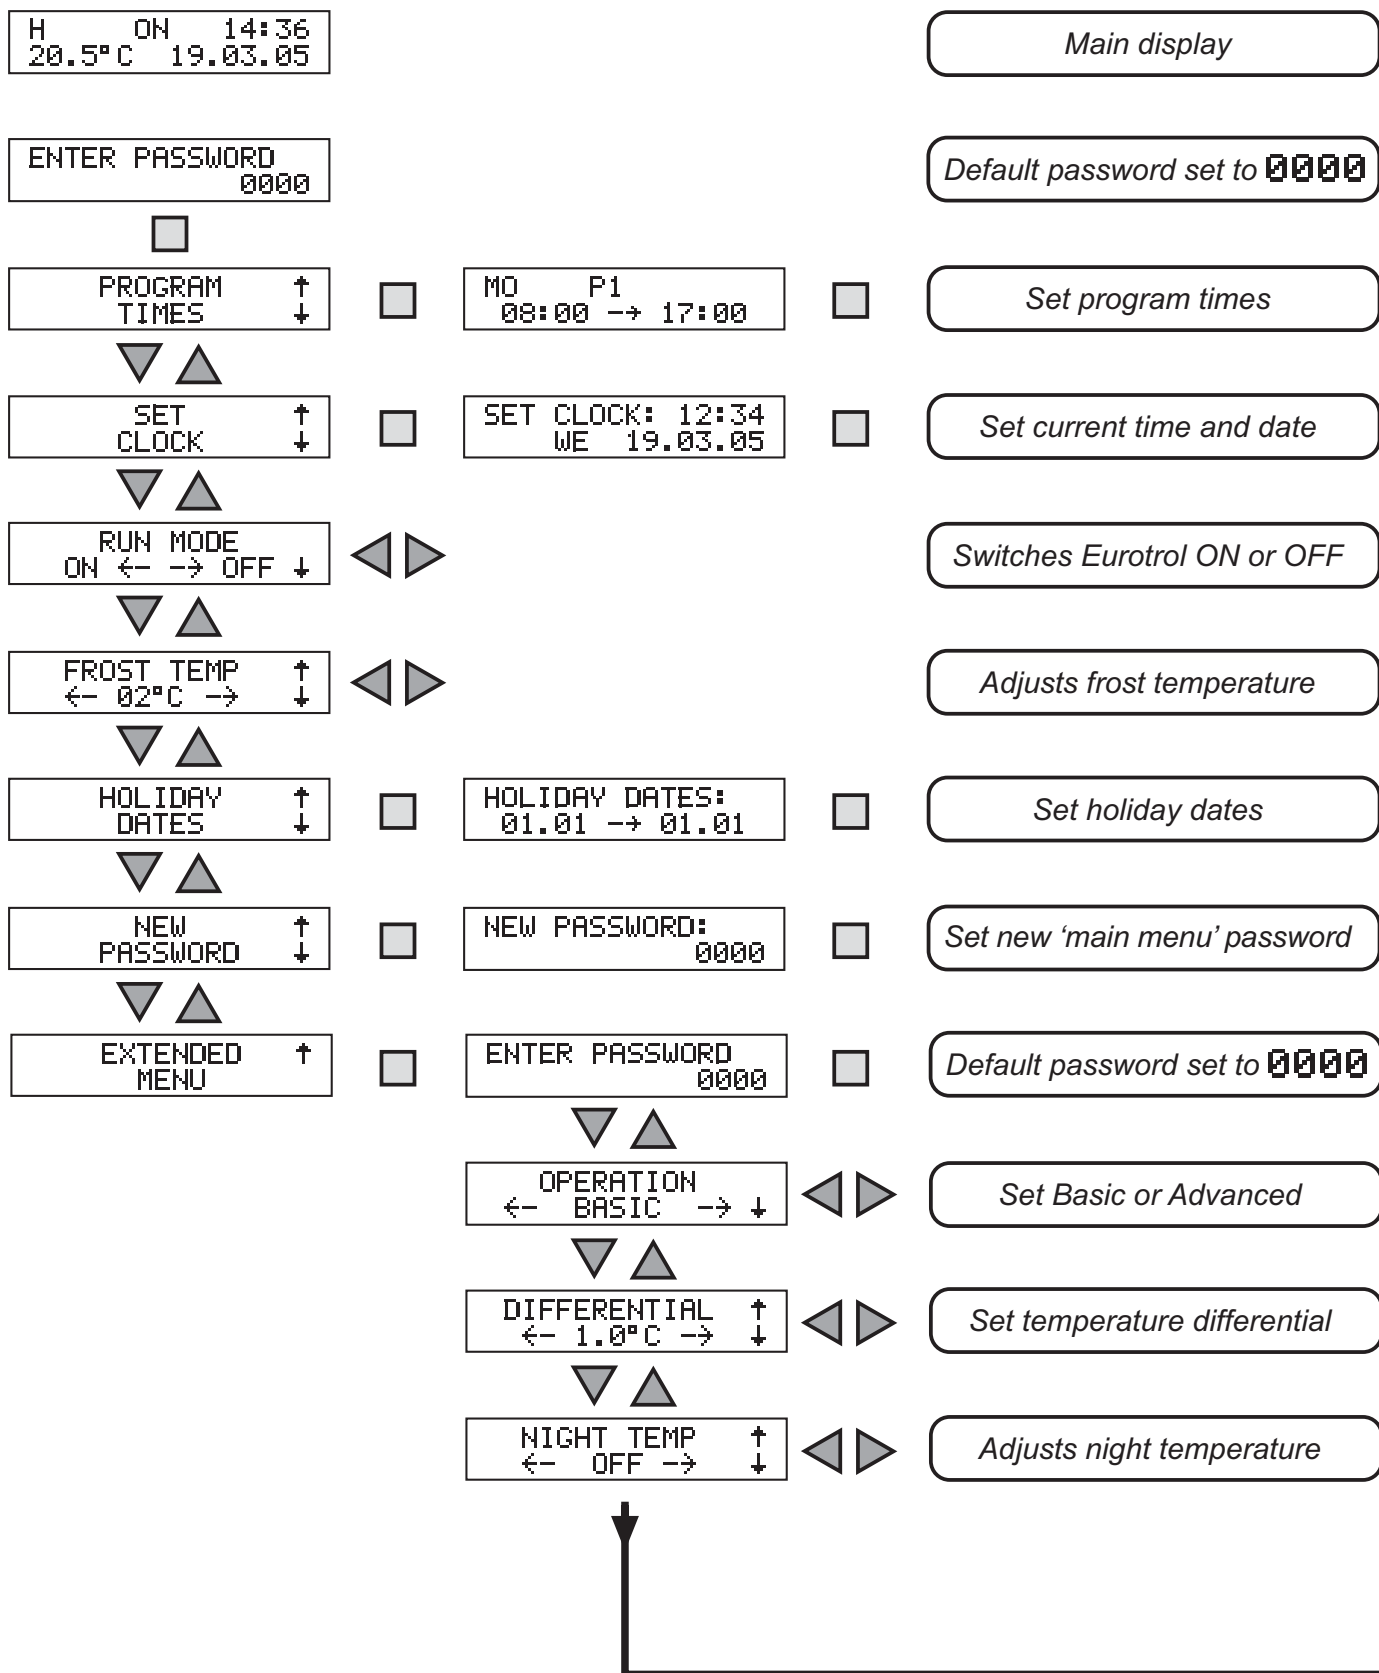 H ON 14:36
20.5°C 19.03.05
Main display
ENTER PASSWORD
0000
Default password set to 0000
PROGRAM ↑
TIMES ↓
MO P1
08:00 → 17:00
Set program times
SET ↑
CLOCK ↓
SET CLOCK: 12:34
WE 19.03.05
Set current time and date
RUN MODE
ON ← → OFF ↓
Switches Eurotrol ON or OFF
FROST TEMP ↑
← 02°C → ↓
Adjusts frost temperature
HOLIDAY ↑
DATES ↓
HOLIDAY DATES:
01.01 → 01.01
Set holiday dates
NEW ↑
PASSWORD ↓
NEW PASSWORD:
0000
Set new ‘main menu’ password
EXTENDED ↑
MENU
ENTER PASSWORD
0000
Default password set to 0000
OPERATION
← BASIC → ↓
Set Basic or Advanced
DIFFERENTIAL ↑
← 1.0°C → ↓
Set temperature differential
NIGHT TEMP ↑
← OFF → ↓
Adjusts night temperature